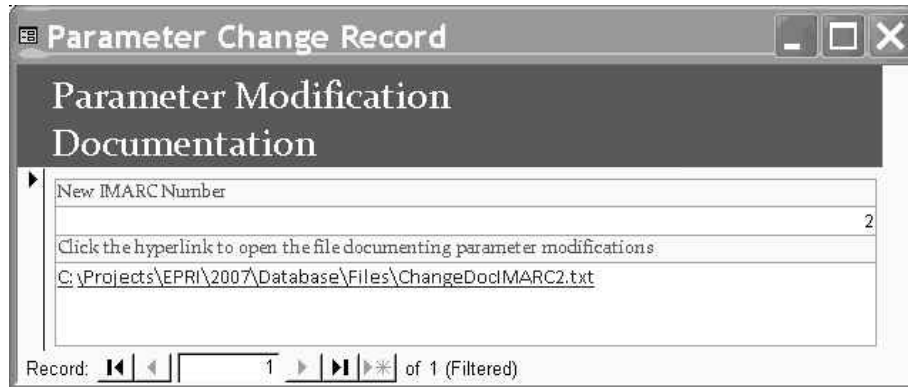 Parameter Change Record
Parameter Modification
Documentation
New IMARC Number
2
Click the hyperlink to open the file documenting parameter modifications
C:\Projects\EPRI\2007\Database\Files\ChangeDocIMARC2.txt
Record: 1 of 1 (Filtered)